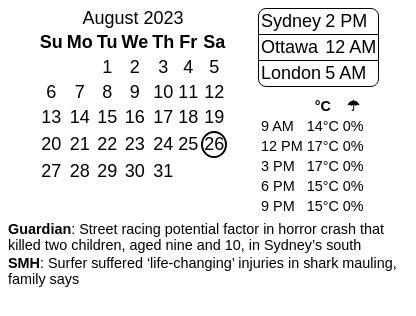 August 2023
Su Mo Tu We Th Fr Sa
1 2 3 4 5
6 7 8 9 10 11 12
13 14 15 16 17 18 19
20 21 22 23 24 25 26
27 28 29 30 31
Sydney 2 PM
Ottawa 12 AM
London 5 AM
°C ☂
9 AM 14°C 0%
12 PM 17°C 0%
3 PM 17°C 0%
6 PM 15°C 0%
9 PM 15°C 0%
Guardian: Street racing potential factor in horror crash that
killed two children, aged nine and 10, in Sydney’s south
SMH: Surfer suffered ‘life-changing’ injuries in shark mauling,
family says